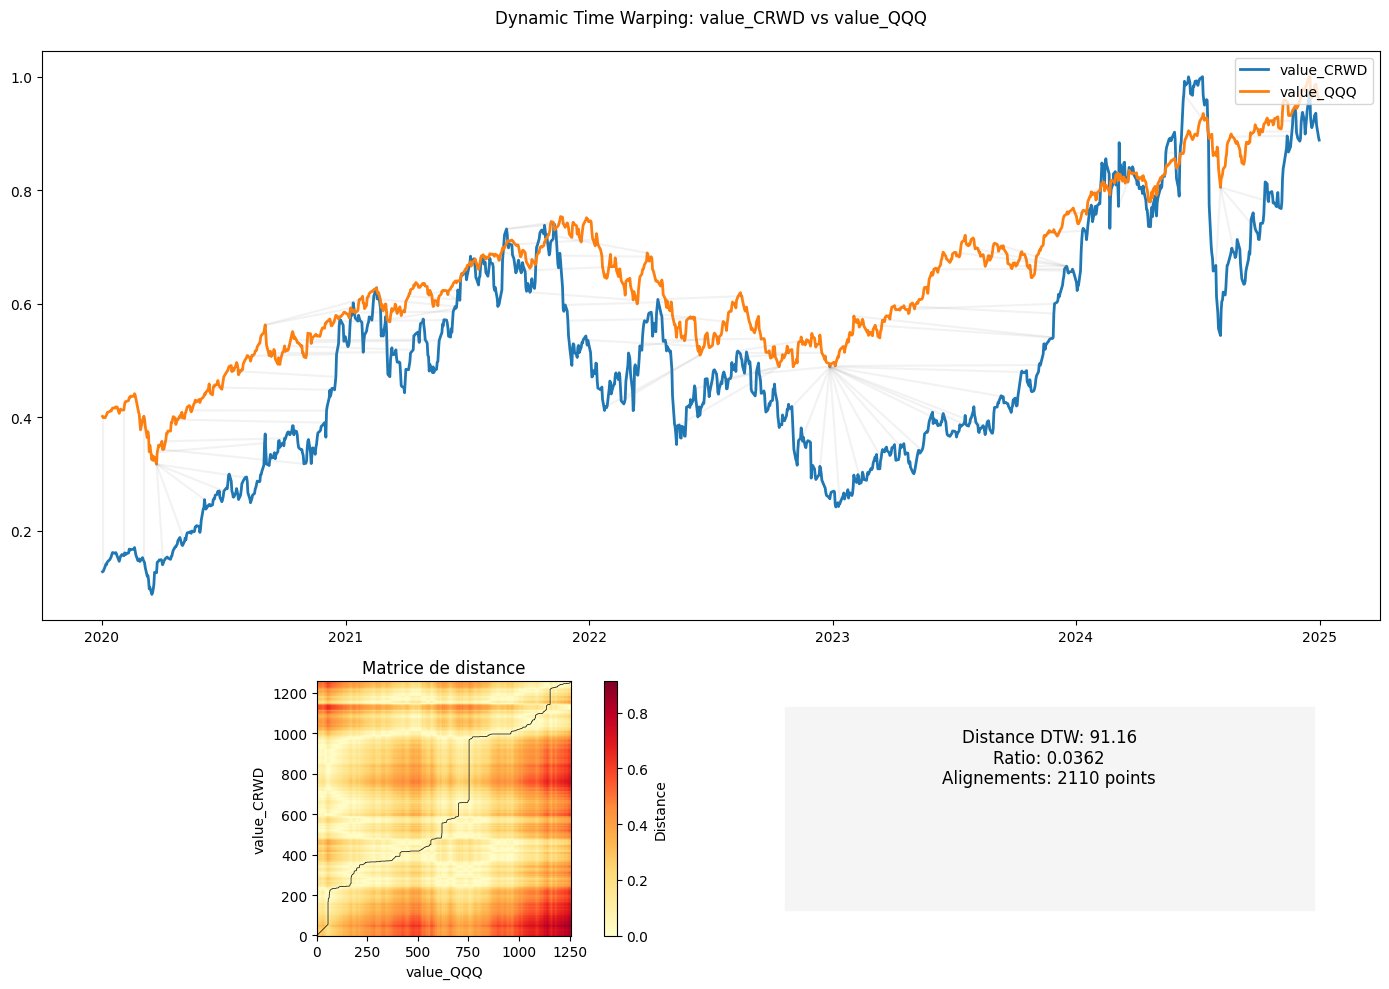 Dynamic Time Warping: value_CRWD vs value_QQQ
value_CRWD
value_QQQ
1.0
0.8
0.6
0.4
0.2
2020 2021 2022 2023 2024 2025
Matrice de distance
value_CRWD
1200
1000
800
600
400
200
0
0 250 500 750 1000 1250
value_QQQ
0.8
0.6
0.4
0.2
0.0
Distance
Distance DTW: 91.16
Ratio: 0.0362
Alignements: 2110 points